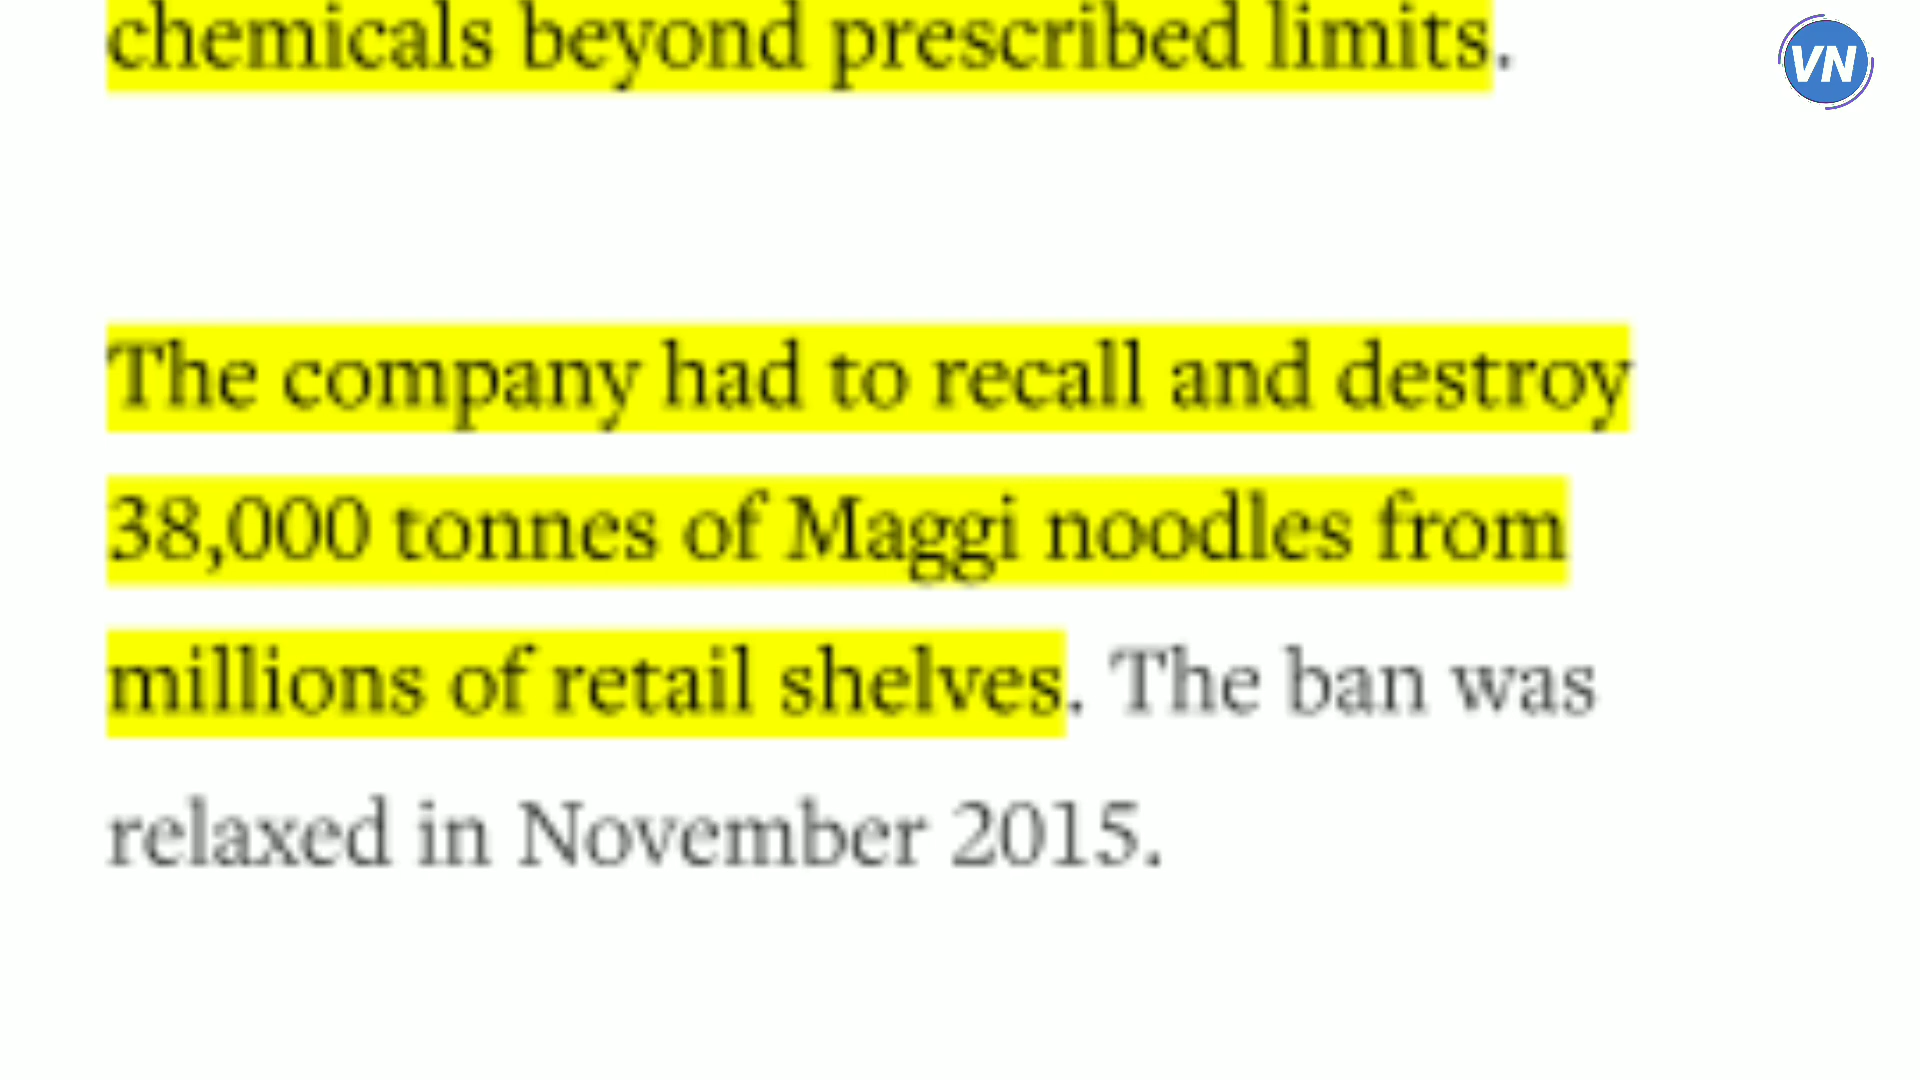 chemicals beyond prescribed limits.
VN
The company had to recall and destroy
38,000 tonnes of Maggi noodles from
millions of retail shelves. The ban was
relaxed in November 2015.